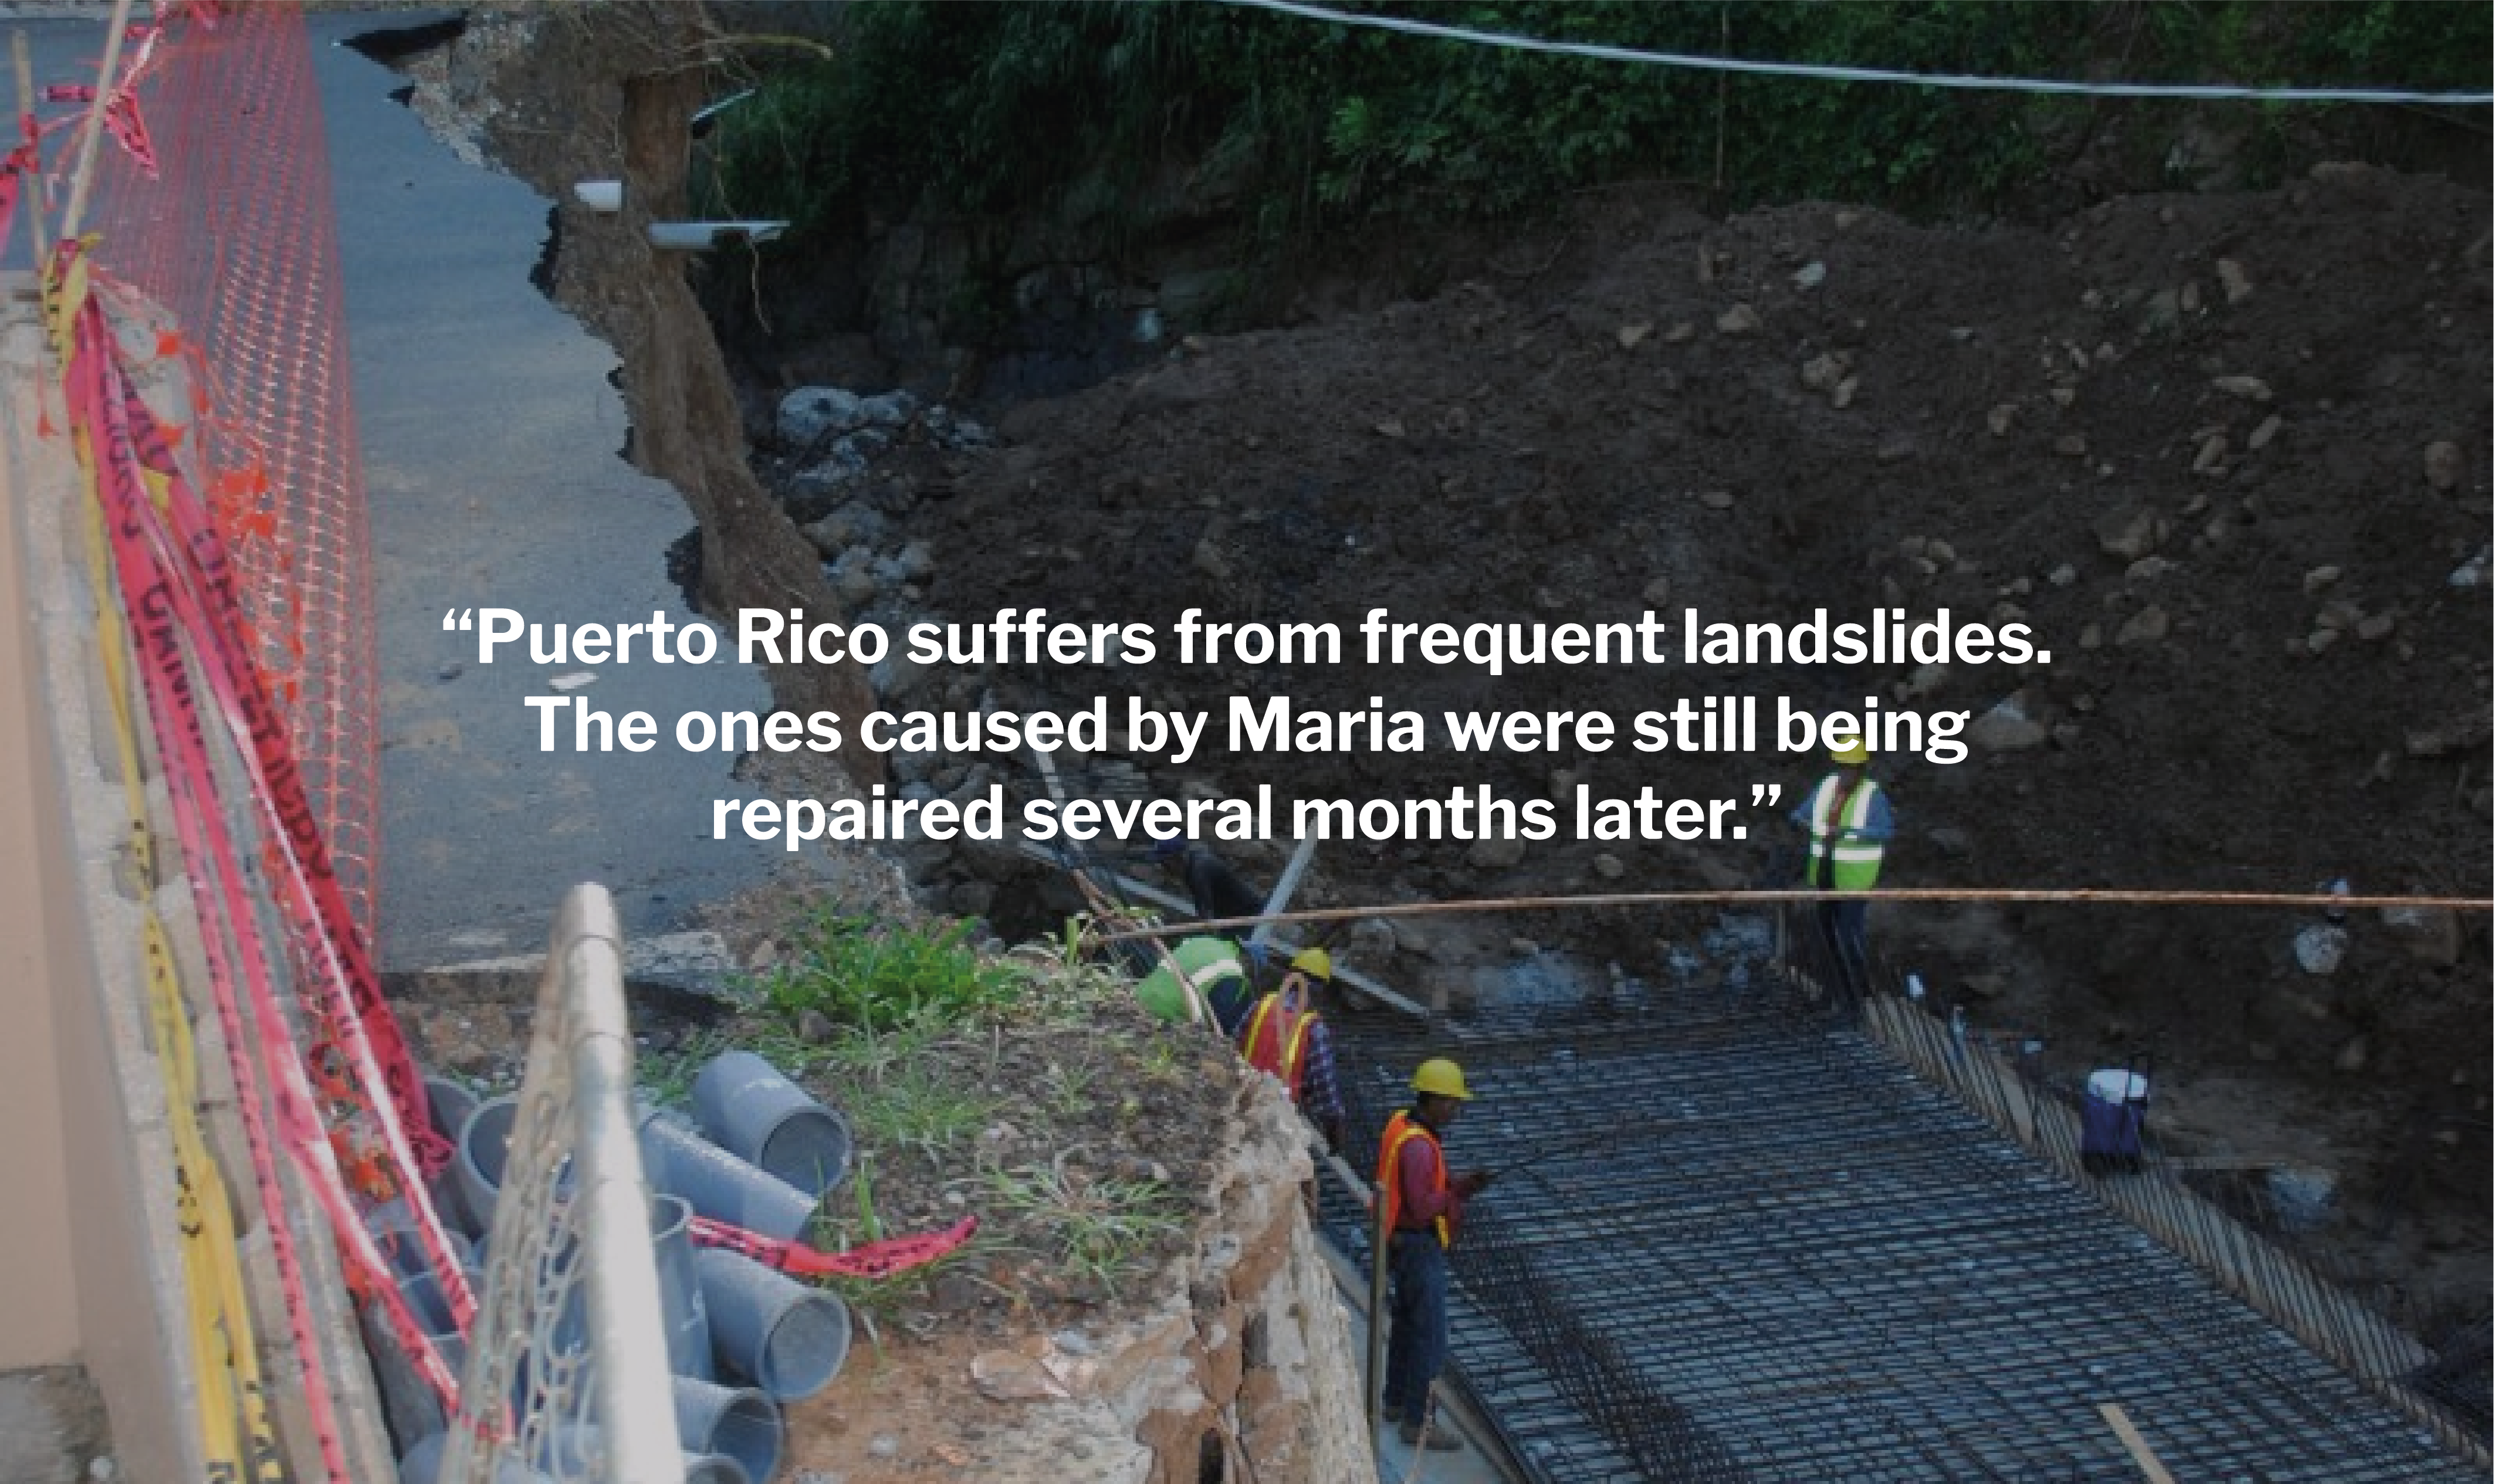 “Puerto Rico suffers from frequent landslides.
The ones caused by Maria were still being
repaired several months later.”